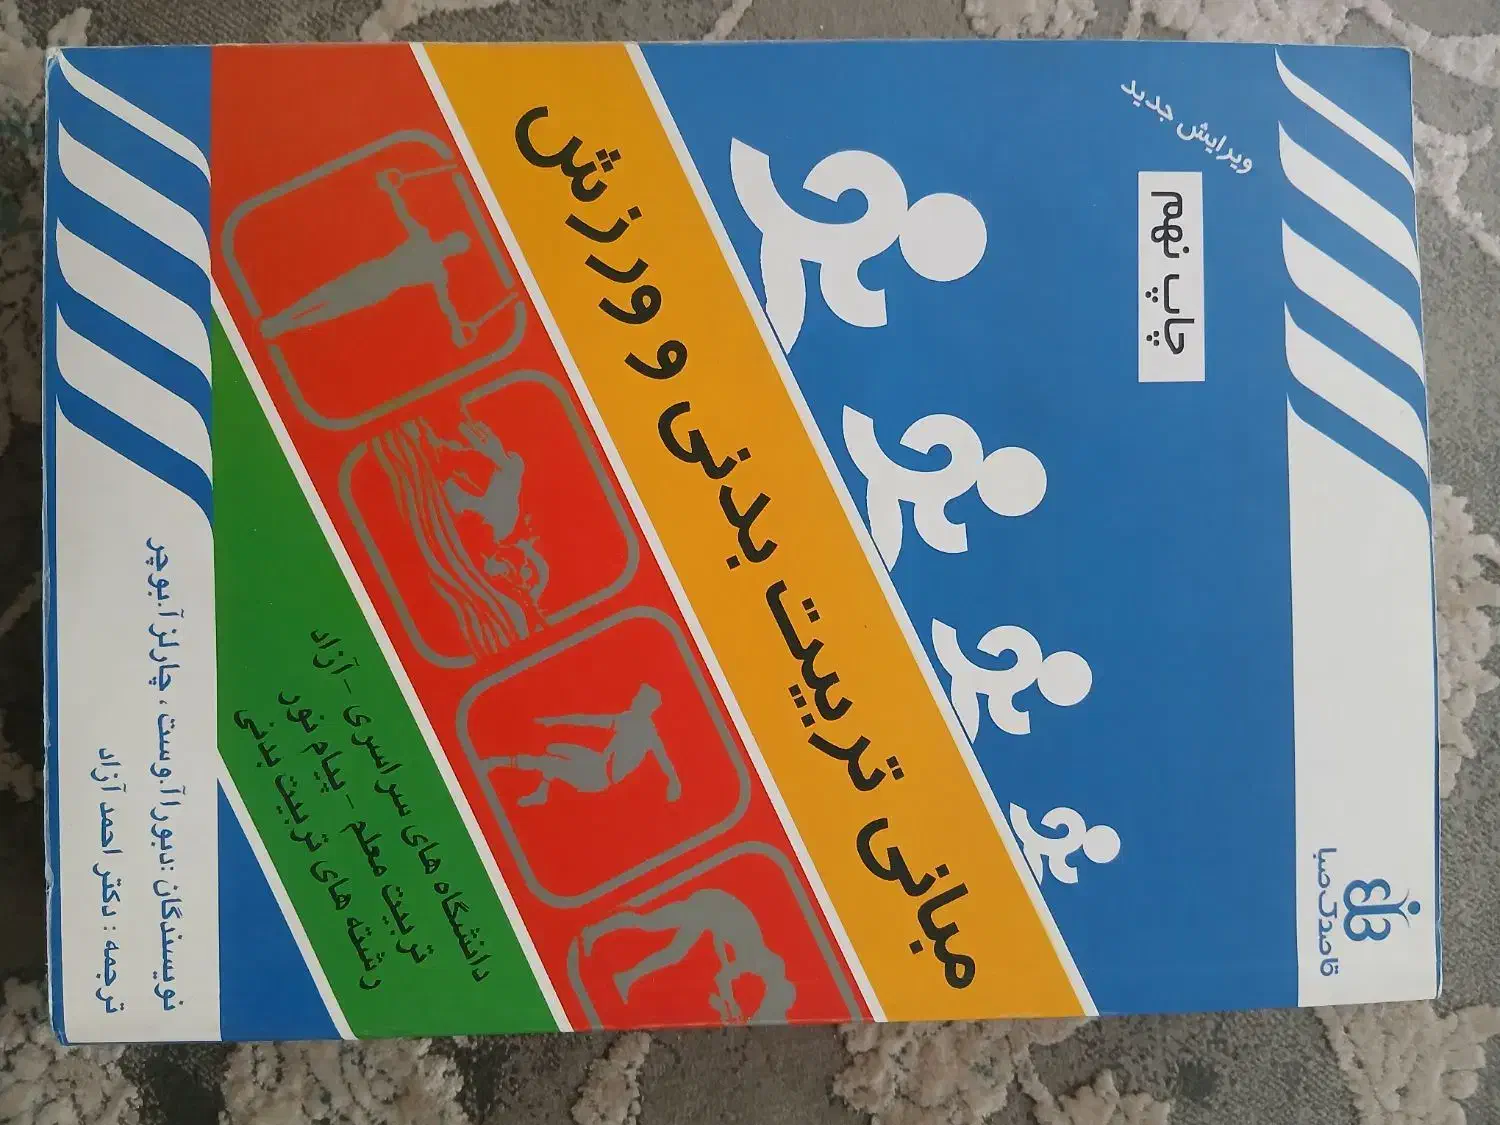 قاصدک صبا
ویرایش جدید
چاپ نهم
مبانی تربیت بدنی و ورزش
دانشگاه های سراسری - آزاد
تربیت معلم - پیام نور
رشته های تربیت بدنی
نویسندگان :دبورا آ.وست ، چارلز آ.بوچر
ترجمه : دکتر احمد آزاد